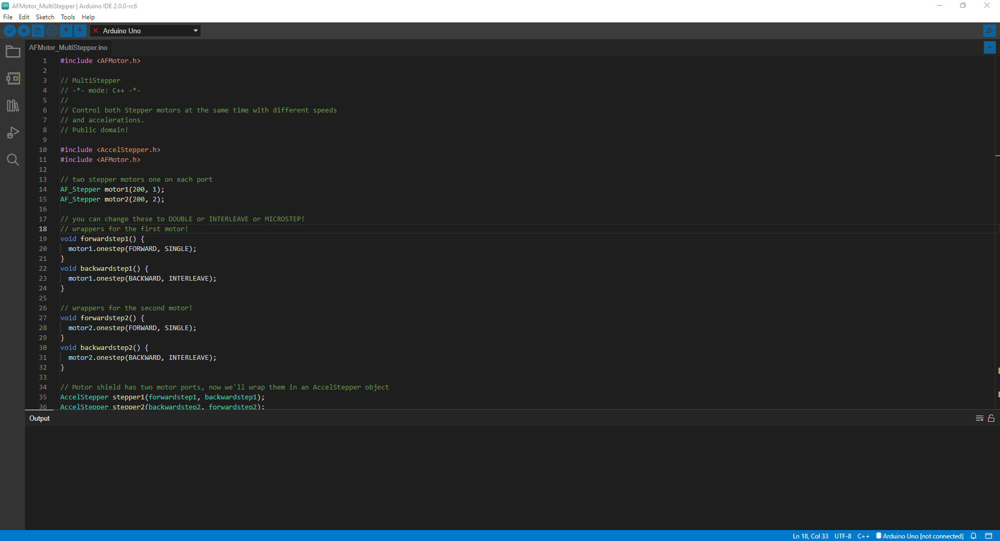 AFMotor_MultiStepper | Arduino IDE 2.0.0-rc6
File Edit Sketch Tools Help
Arduino Uno
AFMotor_MultiStepper.ino
1 #include <AFMotor.h>
2
3 // MultiStepper
4 // -*- mode: C++ -*-
5 //
6 // Control both Stepper motors at the same time with different speeds
7 // and accelerations.
8 // Public domain!
9
10 #include <AccelStepper.h>
11 #include <AFMotor.h>
12
13 // two stepper motors one on each port
14 AF_Stepper motor1(200, 1);
15 AF_Stepper motor2(200, 2);
16
17 // you can change these to DOUBLE or INTERLEAVE or MICROSTEP!
18 // wrappers for the first motor!
19 void forwardstep1() {
20   motor1.onestep(FORWARD, SINGLE);
21 }
22 void backwardstep1() {
23   motor1.onestep(BACKWARD, INTERLEAVE);
24 }
25
26 // wrappers for the second motor!
27 void forwardstep2() {
28   motor2.onestep(FORWARD, SINGLE);
29 }
30 void backwardstep2() {
31   motor2.onestep(BACKWARD, INTERLEAVE);
32 }
33
34 // Motor shield has two motor ports, now we'll wrap them in an AccelStepper object
35 AccelStepper stepper1(forwardstep1, backwardstep1);
36 AccelStepper stepper2(backwardstep2, forwardstep2);
Output
Ln 18, Col 33 UTF-8 C++ Arduino Uno [not connected]